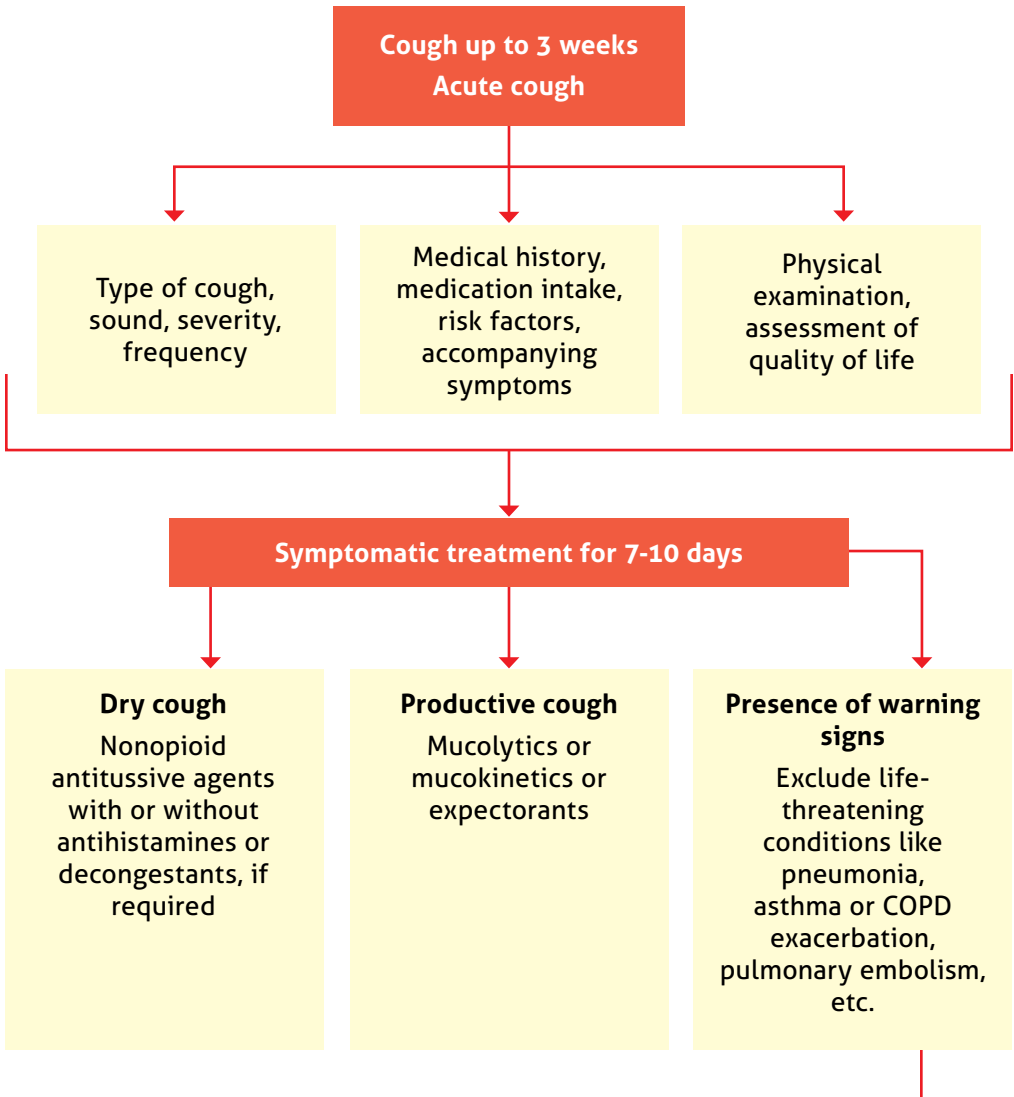 Cough up to 3 weeks
Acute cough
Type of cough,
sound, severity,
frequency
Medical history,
medication intake,
risk factors,
accompanying
symptoms
Physical
examination,
assessment of
quality of life
Symptomatic treatment for 7-10 days
Dry cough
Nonopioid
antitussive agents
with or without
antihistamines or
decongestants, if
required
Productive cough
Mucolytics or
mucokinetics or
expectorants
Presence of warning
signs
Exclude life-
threatening
conditions like
pneumonia,
asthma or COPD
exacerbation,
pulmonary embolism,
etc.